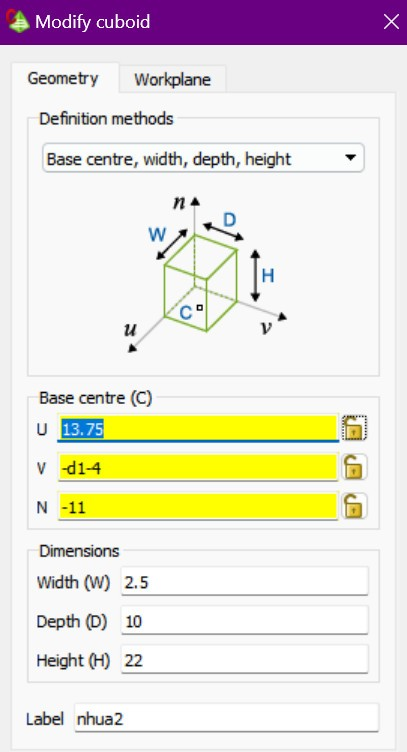 Modify cuboid
Geometry Workplane
Definition methods
Base centre, width, depth, height
n
W D
H
C
u v
Base centre (C)
U 13.75
V -d1-4
N -11
Dimensions
Width (W) 2.5
Depth (D) 10
Height (H) 22
Label nhua2